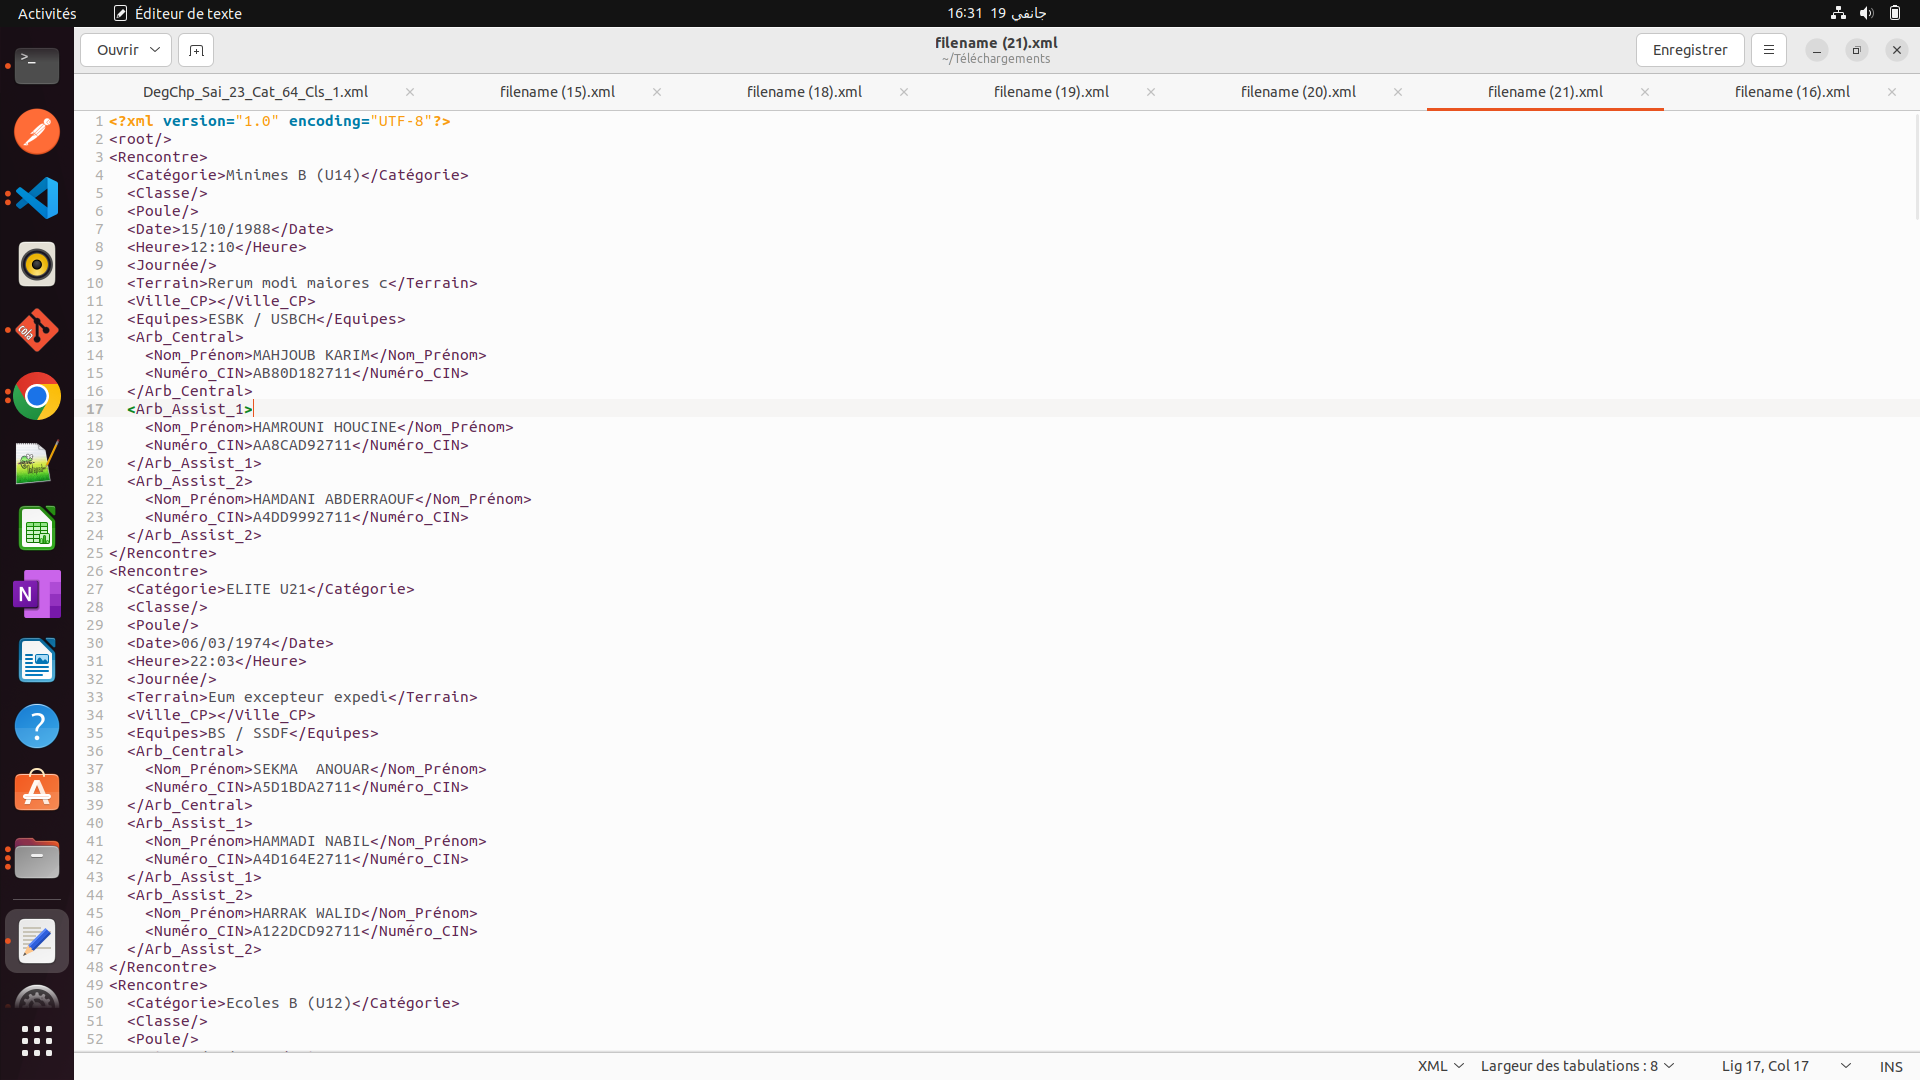 Activités
Éditeur de texte
16:31 19 جانفي
Ouvrir
filename (21).xml
~/Téléchargements
Enregistrer
DegChp_Sai_23_Cat_64_Cls_1.xml
filename (15).xml
filename (18).xml
filename (19).xml
filename (20).xml
filename (21).xml
filename (16).xml
1 <?xml version="1.0" encoding="UTF-8"?>
2 <root/>
3 <Rencontre>
4 <Catégorie>Minimes B (U14)</Catégorie>
5 <Classe/>
6 <Poule/>
7 <Date>15/10/1988</Date>
8 <Heure>12:10</Heure>
9 <Journée/>
10 <Terrain>Rerum modi maiores c</Terrain>
11 <Ville_CP></Ville_CP>
12 <Equipes>ESBK / USBCH</Equipes>
13 <Arb_Central>
14 <Nom_Prénom>MAHJOUB KARIM</Nom_Prénom>
15 <Numéro_CIN>AB80D182711</Numéro_CIN>
16 </Arb_Central>
17 <Arb_Assist_1>
18 <Nom_Prénom>HAMROUNI HOUCINE</Nom_Prénom>
19 <Numéro_CIN>AA8CAD92711</Numéro_CIN>
20 </Arb_Assist_1>
21 <Arb_Assist_2>
22 <Nom_Prénom>HAMDANI ABDERRAOUF</Nom_Prénom>
23 <Numéro_CIN>A4DD9992711</Numéro_CIN>
24 </Arb_Assist_2>
25 </Rencontre>
26 <Rencontre>
27 <Catégorie>ELITE U21</Catégorie>
28 <Classe/>
29 <Poule/>
30 <Date>06/03/1974</Date>
31 <Heure>22:03</Heure>
32 <Journée/>
33 <Terrain>Eum excepteur expedi</Terrain>
34 <Ville_CP></Ville_CP>
35 <Equipes>BS / SSDF</Equipes>
36 <Arb_Central>
37 <Nom_Prénom>SEKMA  ANOUAR</Nom_Prénom>
38 <Numéro_CIN>A5D1BDA2711</Numéro_CIN>
39 </Arb_Central>
40 <Arb_Assist_1>
41 <Nom_Prénom>HAMMADI NABIL</Nom_Prénom>
42 <Numéro_CIN>A4D164E2711</Numéro_CIN>
43 </Arb_Assist_1>
44 <Arb_Assist_2>
45 <Nom_Prénom>HARRAK WALID</Nom_Prénom>
46 <Numéro_CIN>A122DCD92711</Numéro_CIN>
47 </Arb_Assist_2>
48 </Rencontre>
49 <Rencontre>
50 <Catégorie>Ecoles B (U12)</Catégorie>
51 <Classe/>
52 <Poule/>
XML
Largeur des tabulations : 8
Lig 17, Col 17
INS